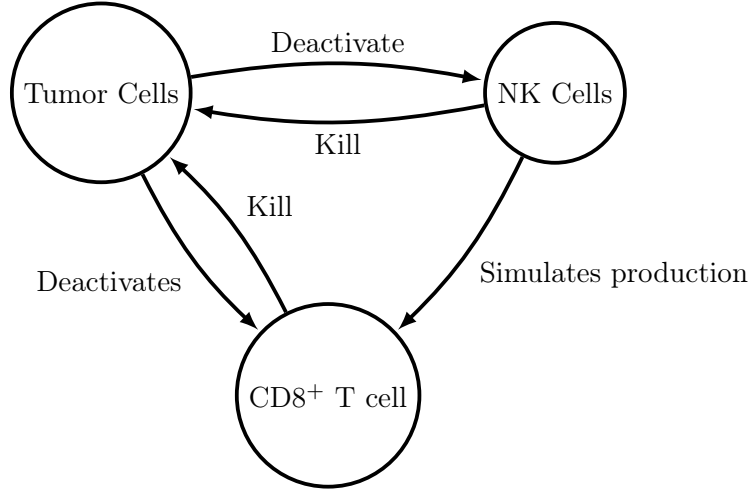 Deactivate
Tumor Cells
NK Cells
Kill
Kill
Deactivates
Simulates production
CD8⁺ T cell